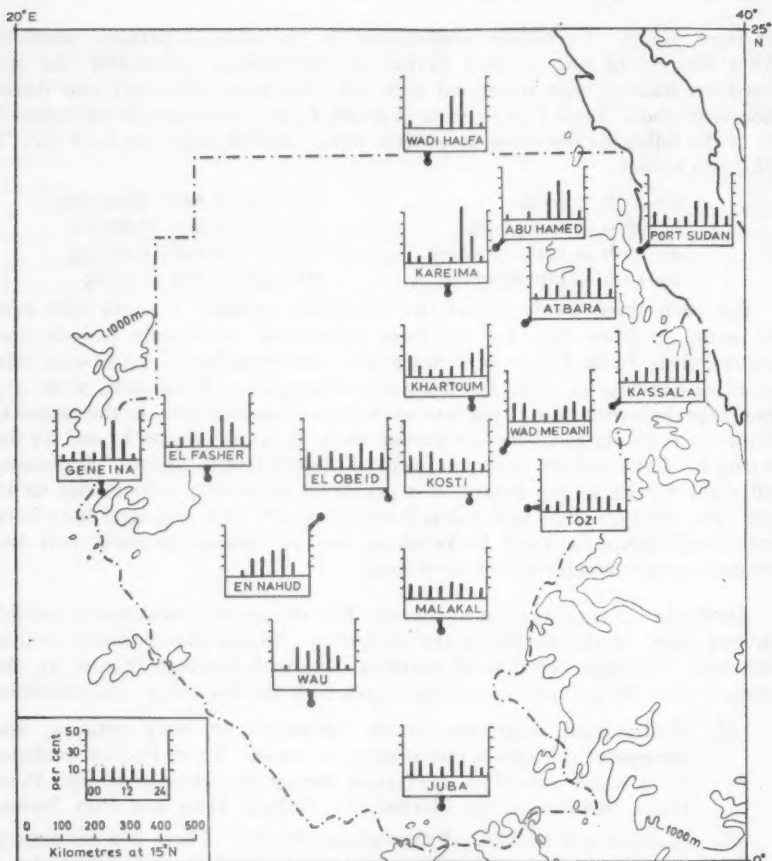 20°E
40°E
25°
N
WADI HALFA
ABU HAMED
PORT SUDAN
KAREIMA
ATBARA
1000m
KHARTOUM
KASSALA
WAD MEDANI
GENEINA
EL FASHER
EL OBEID
KOSTI
TOZI
EN NAHUD
MALAKAL
WAU
JUBA
per cent
50
30
10
00 12 24
0 100 200 300 400 500
Kilometres at 15°N
1000m
0°